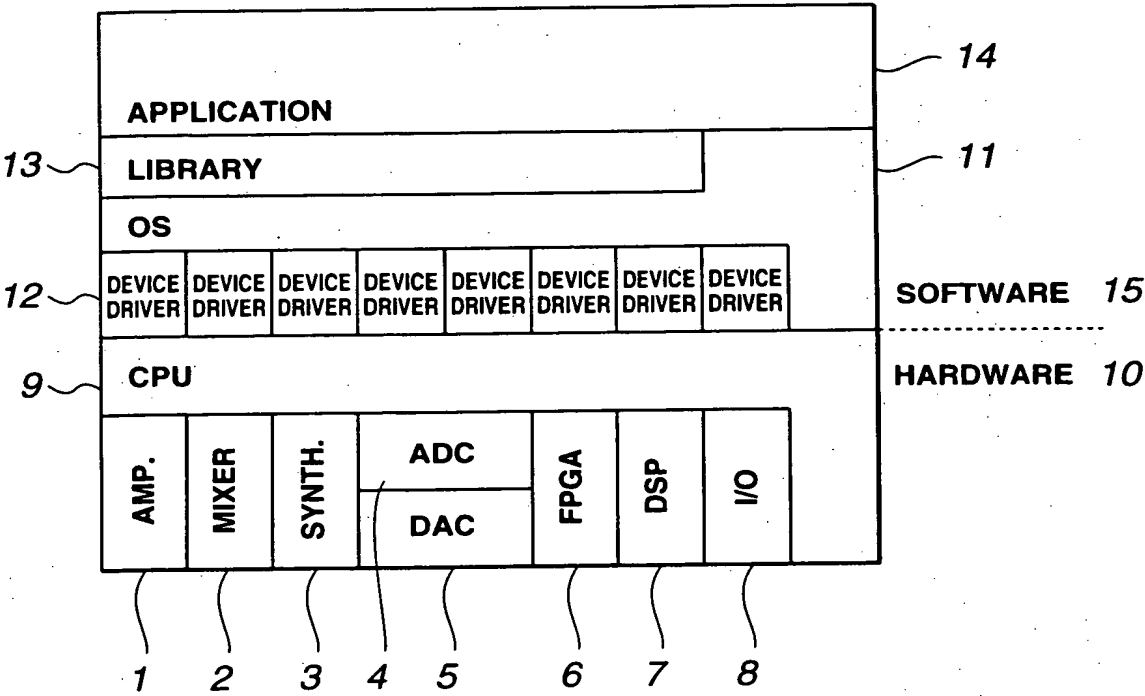 14
APPLICATION
13
LIBRARY
11
OS
12
DEVICE DRIVER
DEVICE DRIVER
DEVICE DRIVER
DEVICE DRIVER
DEVICE DRIVER
DEVICE DRIVER
DEVICE DRIVER
DEVICE DRIVER
SOFTWARE 15
9
CPU
HARDWARE 10
AMP.
MIXER
SYNTH.
ADC
DAC
FPGA
DSP
I/O
1
2
3
4
5
6
7
8